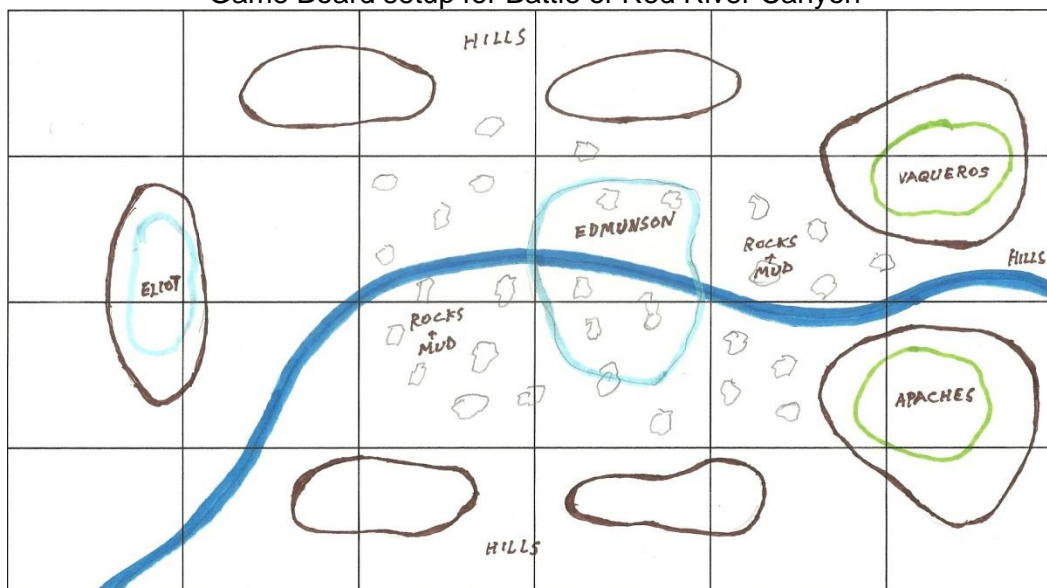 Game Board setup for Battle of Red River Canyon
HILLS
VAQUEROS
EDMUNSON
ROCKS
+
MUD
HILLS
ELIOT
ROCKS
+
MUD
APACHES
HILLS